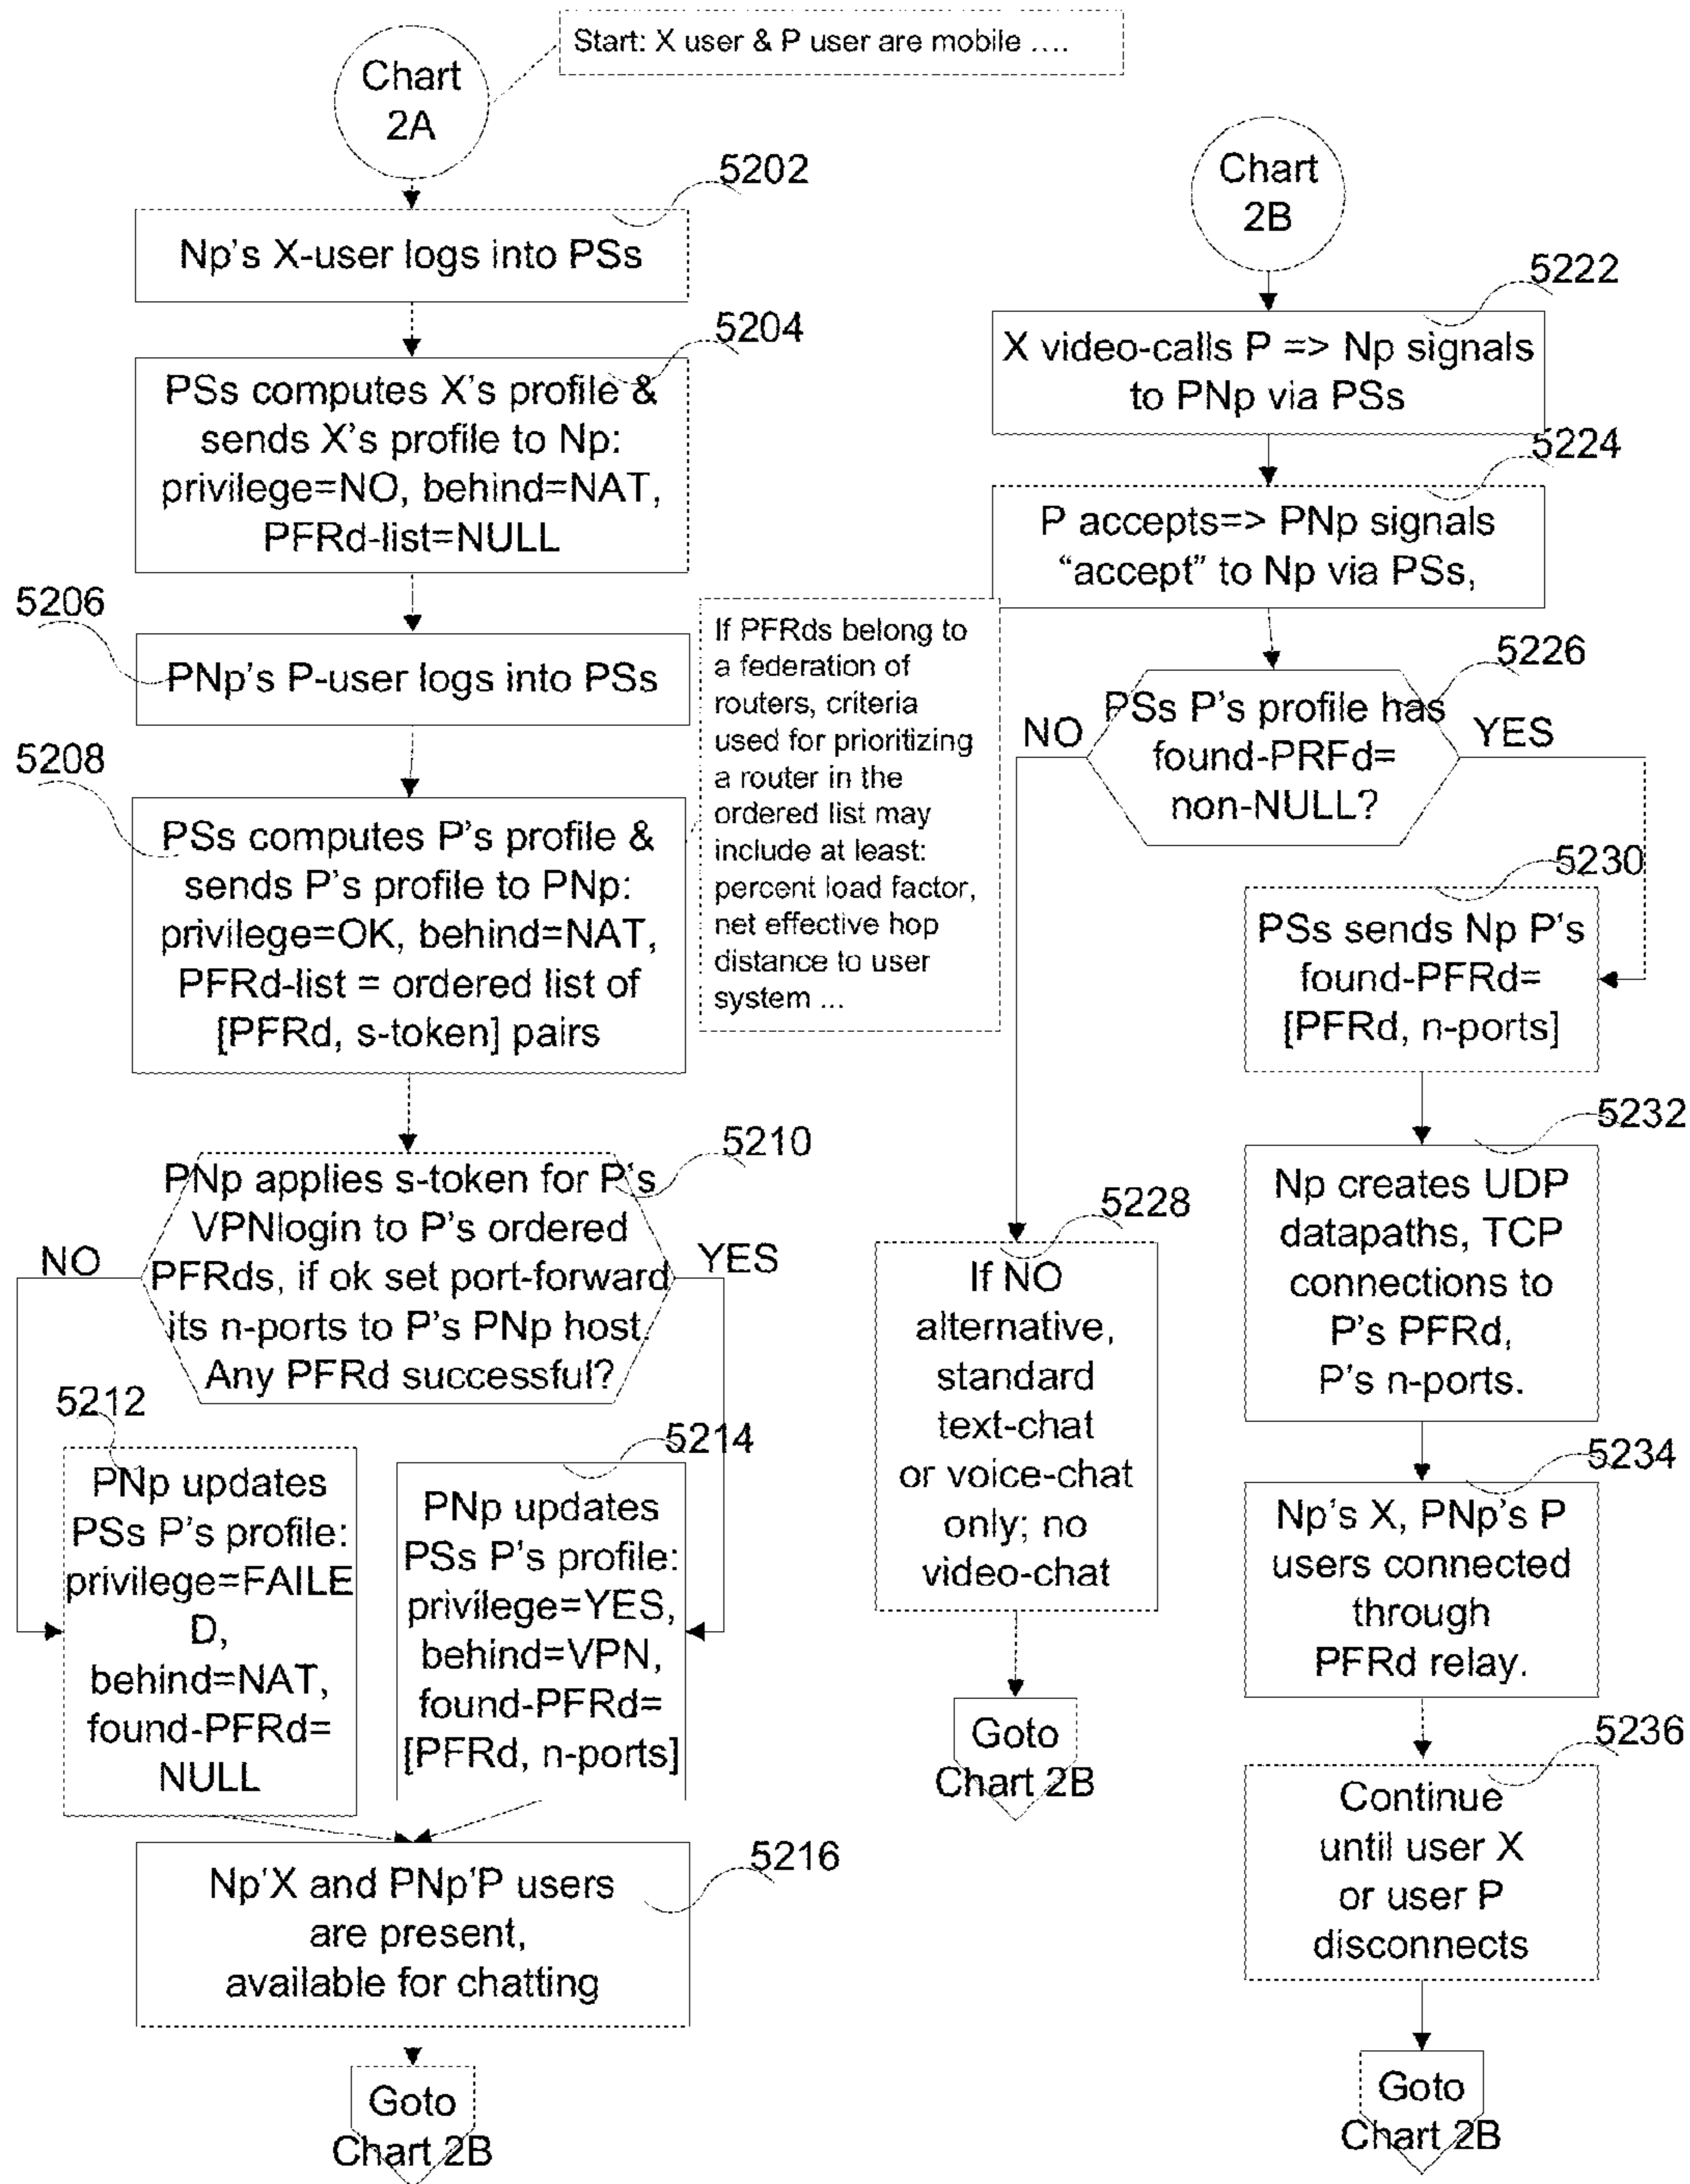 Start: X user & P user are mobile ....
Chart
2A
5202
Np's X-user logs into PSs
5204
PSs computes X's profile &
sends X's profile to Np:
privilege=NO, behind=NAT,
PFRd-list=NULL
5206
PNp's P-user logs into PSs
5208
PSs computes P's profile &
sends P's profile to PNp:
privilege=OK, behind=NAT,
PFRd-list = ordered list of
[PFRd, s-token] pairs
If PFRds belong to
a federation of
routers, criteria
used for prioritizing
a router in the
ordered list may
include at least:
percent load factor,
net effective hop
distance to user
system ...
5210
PNp applies s-token for P's
VPNlogin to P's ordered
PFRds, if ok set port-forward
its n-ports to P's PNp host.
Any PFRd successful?
NO
YES
5212
PNp updates
PSs P's profile:
privilege=FAILE
D,
behind=NAT,
found-PFRd=
NULL
5214
PNp updates
PSs P's profile:
privilege=YES,
behind=VPN,
found-PFRd=
[PFRd, n-ports]
5216
Np'X and PNp'P users
are present,
available for chatting
Goto
Chart 2B
Chart
2B
5222
X video-calls P => Np signals
to PNp via PSs
5224
P accepts=> PNp signals
“accept” to Np via PSs,
5226
PSs P's profile has
found-PRFd=
non-NULL?
NO
YES
5228
If NO
alternative,
standard
text-chat
or voice-chat
only; no
video-chat
Goto
Chart 2B
5230
PSs sends Np P's
found-PFRd=
[PFRd, n-ports]
5232
Np creates UDP
datapaths, TCP
connections to
P's PFRd,
P's n-ports.
5234
Np's X, PNp's P
users connected
through
PFRd relay.
5236
Continue
until user X
or user P
disconnects
Goto
Chart 2B